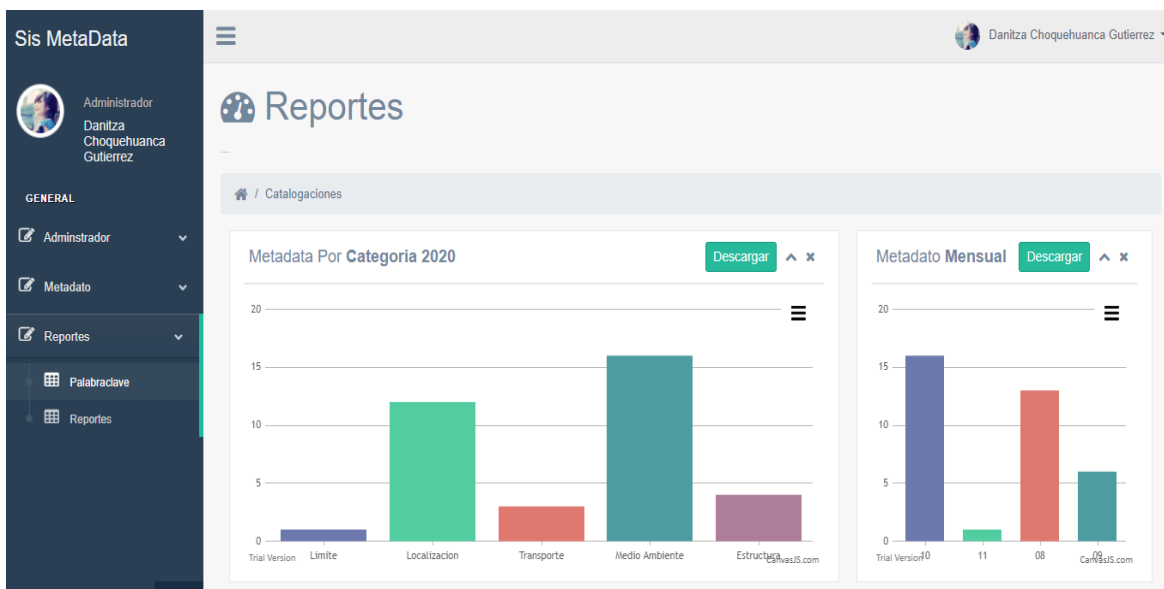 Sis MetaData
Administrador
Danitza
Choquehuanca
Gutierrez
GENERAL
Adminstrador
Metadato
Reportes
Palabraclave
Reportes
Danitza Choquehuanca Gutierrez
Reportes
...
/ Catalogaciones
Metadata Por Categoria 2020
Descargar
20
15
10
5
0
Limite
Localizacion
Transporte
Medio Ambiente
Estructura
Trial Version
CanvasJS.com
Metadato Mensual
Descargar
20
15
10
5
0
10
11
08
09
Trial Version
CanvasJS.com